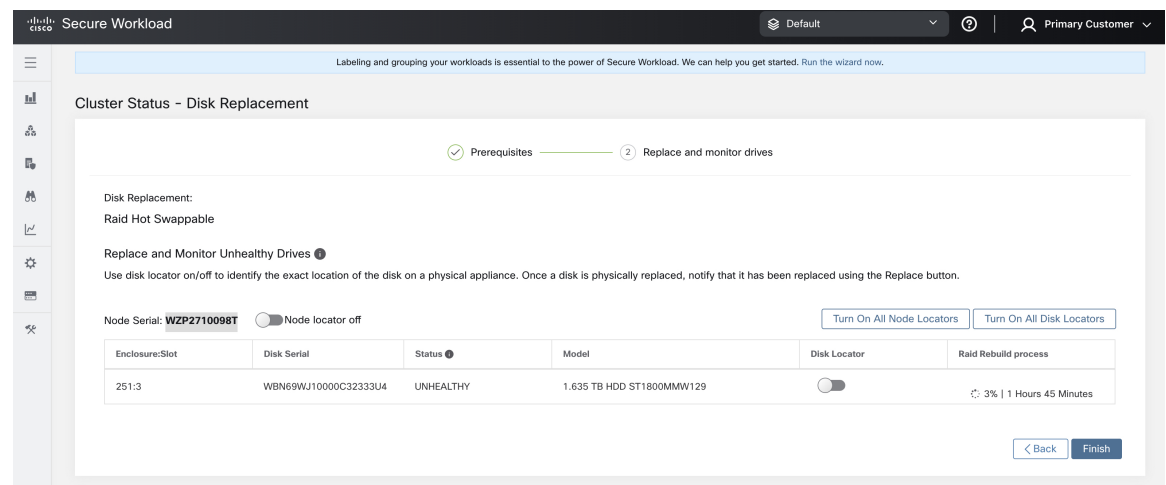 CISCO Secure Workload Default Primary Customer
Labeling and grouping your workloads is essential to the power of Secure Workload. We can help you get started. Run the wizard now.
Cluster Status - Disk Replacement
Prerequisites 2 Replace and monitor drives
Disk Replacement:
Raid Hot Swappable
Replace and Monitor Unhealthy Drives
Use disk locator on/off to identify the exact location of the disk on a physical appliance. Once a disk is physically replaced, notify that it has been replaced using the Replace button.
Node Serial: WZP2710098T Node locator off Turn On All Node Locators Turn On All Disk Locators
Enclosure:Slot Disk Serial Status Model Disk Locator Raid Rebuild process
251:3 WBN69WJ10000C32333U4 UNHEALTHY 1.635 TB HDD ST1800MMW129 3% | 1 Hours 45 Minutes
Back Finish